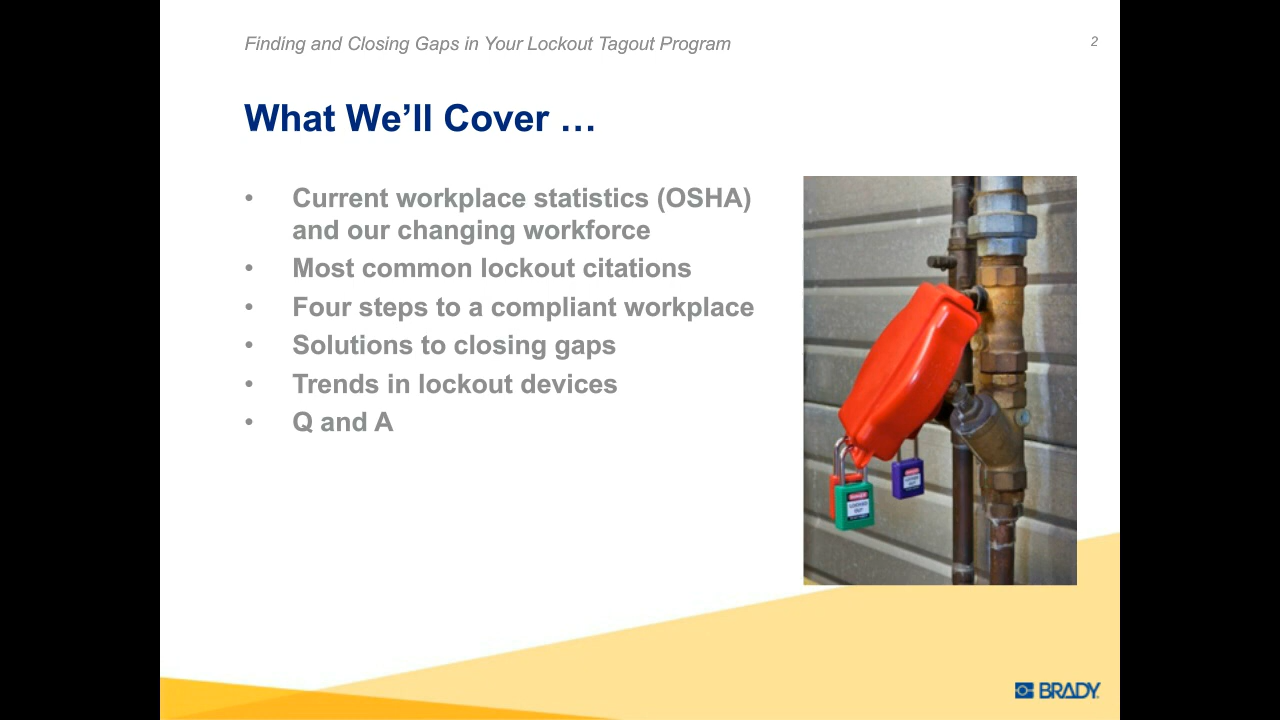 Finding and Closing Gaps in Your Lockout Tagout Program
2
What We’ll Cover …
• Current workplace statistics (OSHA)
and our changing workforce
• Most common lockout citations
• Four steps to a compliant workplace
• Solutions to closing gaps
• Trends in lockout devices
• Q and A
BRADY